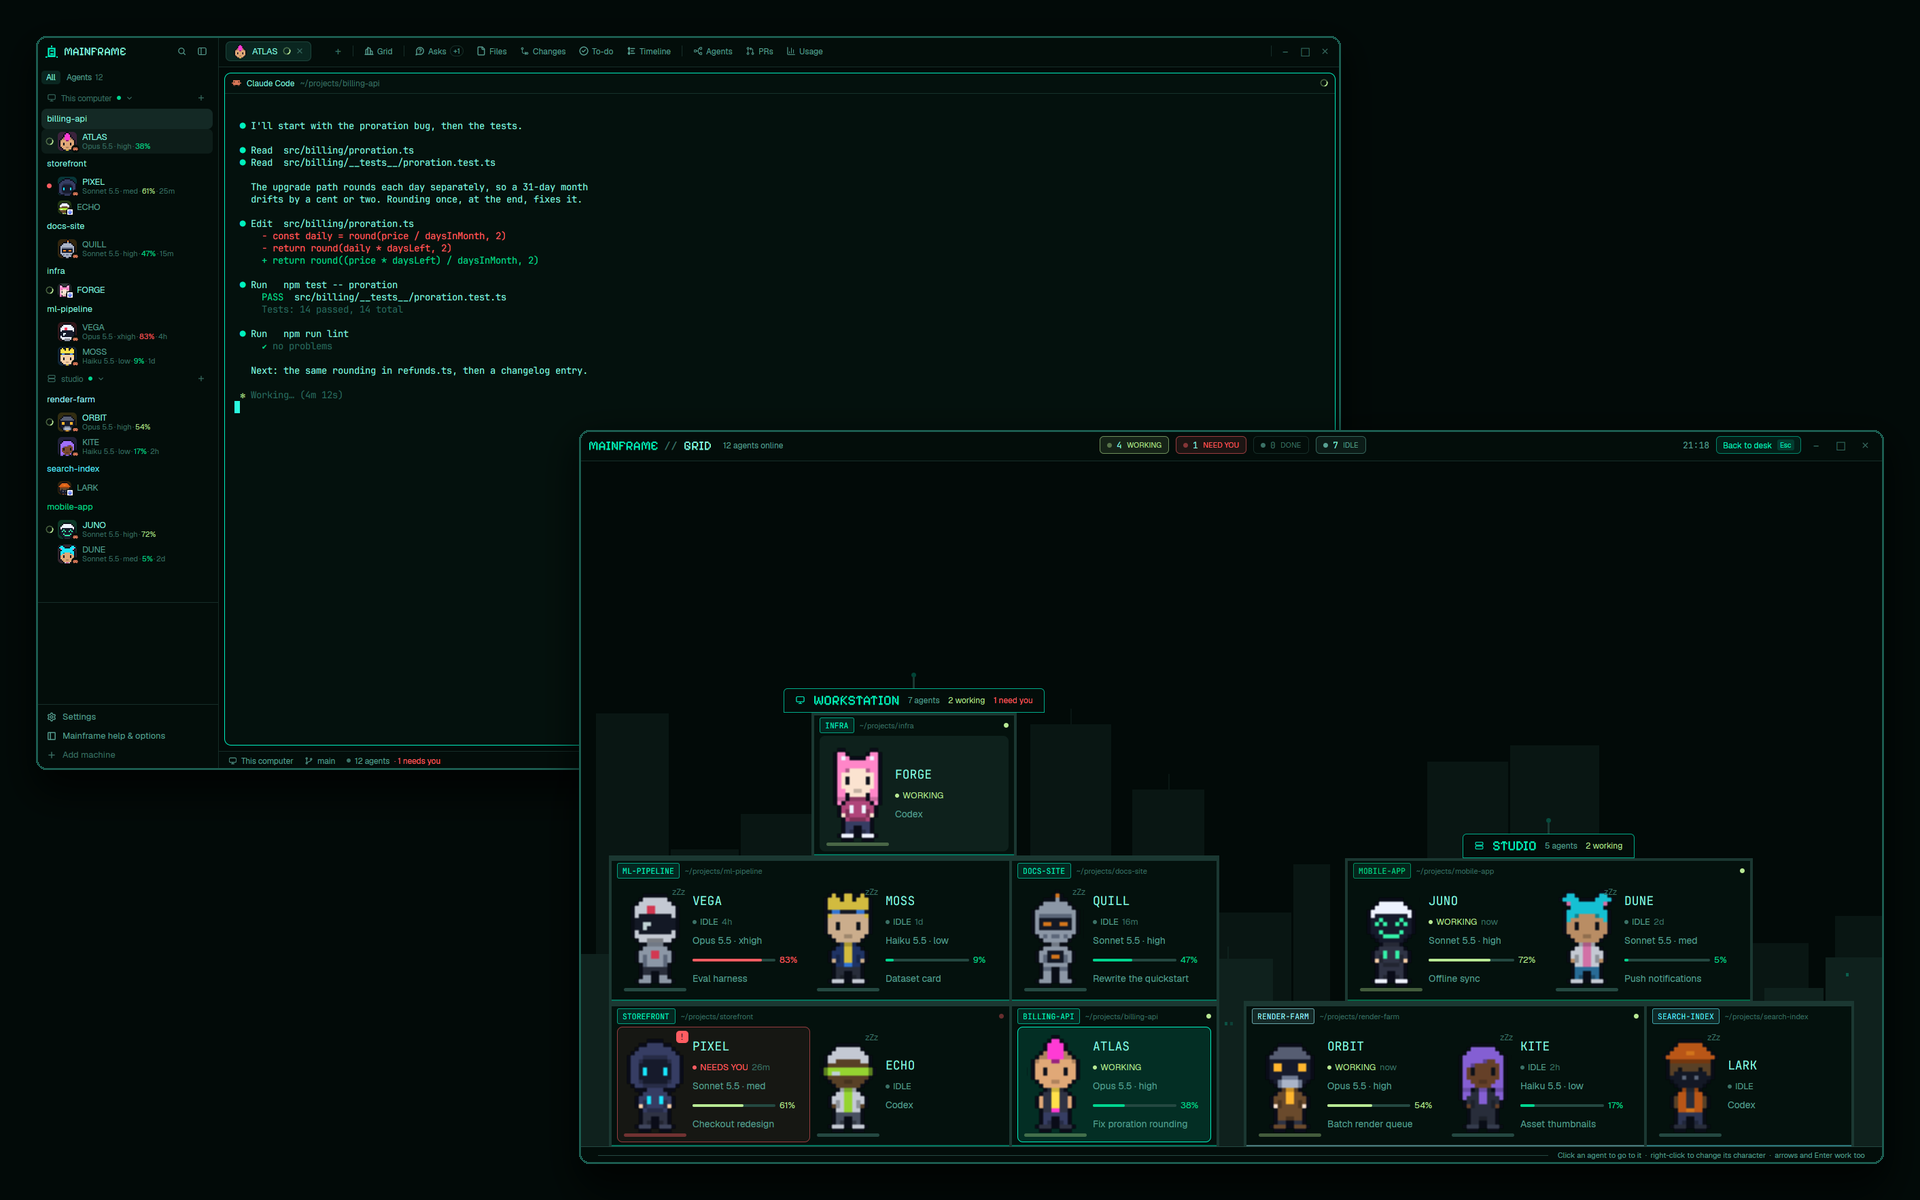 MAINFRAME
All Agents 12
This computer
billing-api
ATLAS
Opus 5.5 · high · 38%
storefront
PIXEL
Sonnet 5.5 · med · 61% · 25m
ECHO
docs-site
QUILL
Sonnet 5.5 · high · 47% · 15m
infra
FORGE
ml-pipeline
VEGA
Opus 5.5 · xhigh · 83% · 4h
MOSS
Haiku 5.5 · low · 9% · 1d
studio
render-farm
ORBIT
Opus 5.5 · high · 54%
KITE
Haiku 5.5 · low · 17% · 2h
search-index
LARK
mobile-app
JUNO
Sonnet 5.5 · high · 72%
DUNE
Sonnet 5.5 · med · 5% · 2d
Settings
Mainframe help & options
Add machine
ATLAS
Grid Asks +1 Files Changes To-do Timeline Agents PRs Usage
Claude Code ~/projects/billing-api
I'll start with the proration bug, then the tests.
Read src/billing/proration.ts
Read src/billing/__tests__/proration.test.ts
The upgrade path rounds each day separately, so a 31-day month
drifts by a cent or two. Rounding once, at the end, fixes it.
Edit src/billing/proration.ts
- const daily = round(price / daysInMonth, 2)
- return round(daily * daysLeft, 2)
+ return round((price * daysLeft) / daysInMonth, 2)
Run npm test -- proration
PASS src/billing/__tests__/proration.test.ts
Tests: 14 passed, 14 total
Run npm run lint
✔ no problems
Next: the same rounding in refunds.ts, then a changelog entry.
✻ Working… (4m 12s)
This computer main 12 agents · 1 needs you
MAINFRAME // GRID 12 agents online
4 WORKING 1 NEED YOU 0 DONE 7 IDLE
21:18 Back to desk Esc
WORKSTATION 7 agents 2 working 1 need you
INFRA ~/projects/infra
FORGE
WORKING
Codex
ML-PIPELINE ~/projects/ml-pipeline
zZz
VEGA
IDLE 4h
Opus 5.5 · xhigh
83%
Eval harness
zZz
MOSS
IDLE 1d
Haiku 5.5 · low
9%
Dataset card
DOCS-SITE ~/projects/docs-site
zZz
QUILL
IDLE 16m
Sonnet 5.5 · high
47%
Rewrite the quickstart
STOREFRONT ~/projects/storefront
!
PIXEL
NEEDS YOU 26m
Sonnet 5.5 · med
61%
Checkout redesign
zZz
ECHO
IDLE
Codex
BILLING-API ~/projects/billing-api
ATLAS
WORKING
Opus 5.5 · high
38%
Fix proration rounding
STUDIO 5 agents 2 working
MOBILE-APP ~/projects/mobile-app
JUNO
WORKING now
Sonnet 5.5 · high
72%
Offline sync
zZz
DUNE
IDLE 2d
Sonnet 5.5 · med
5%
Push notifications
RENDER-FARM ~/projects/render-farm
ORBIT
WORKING now
Opus 5.5 · high
54%
Batch render queue
zZz
KITE
IDLE 2h
Haiku 5.5 · low
17%
Asset thumbnails
SEARCH-INDEX ~/projects/search-index
zZz
LARK
IDLE
Codex
Click an agent to go to it · right-click to change its character · arrows and Enter work too